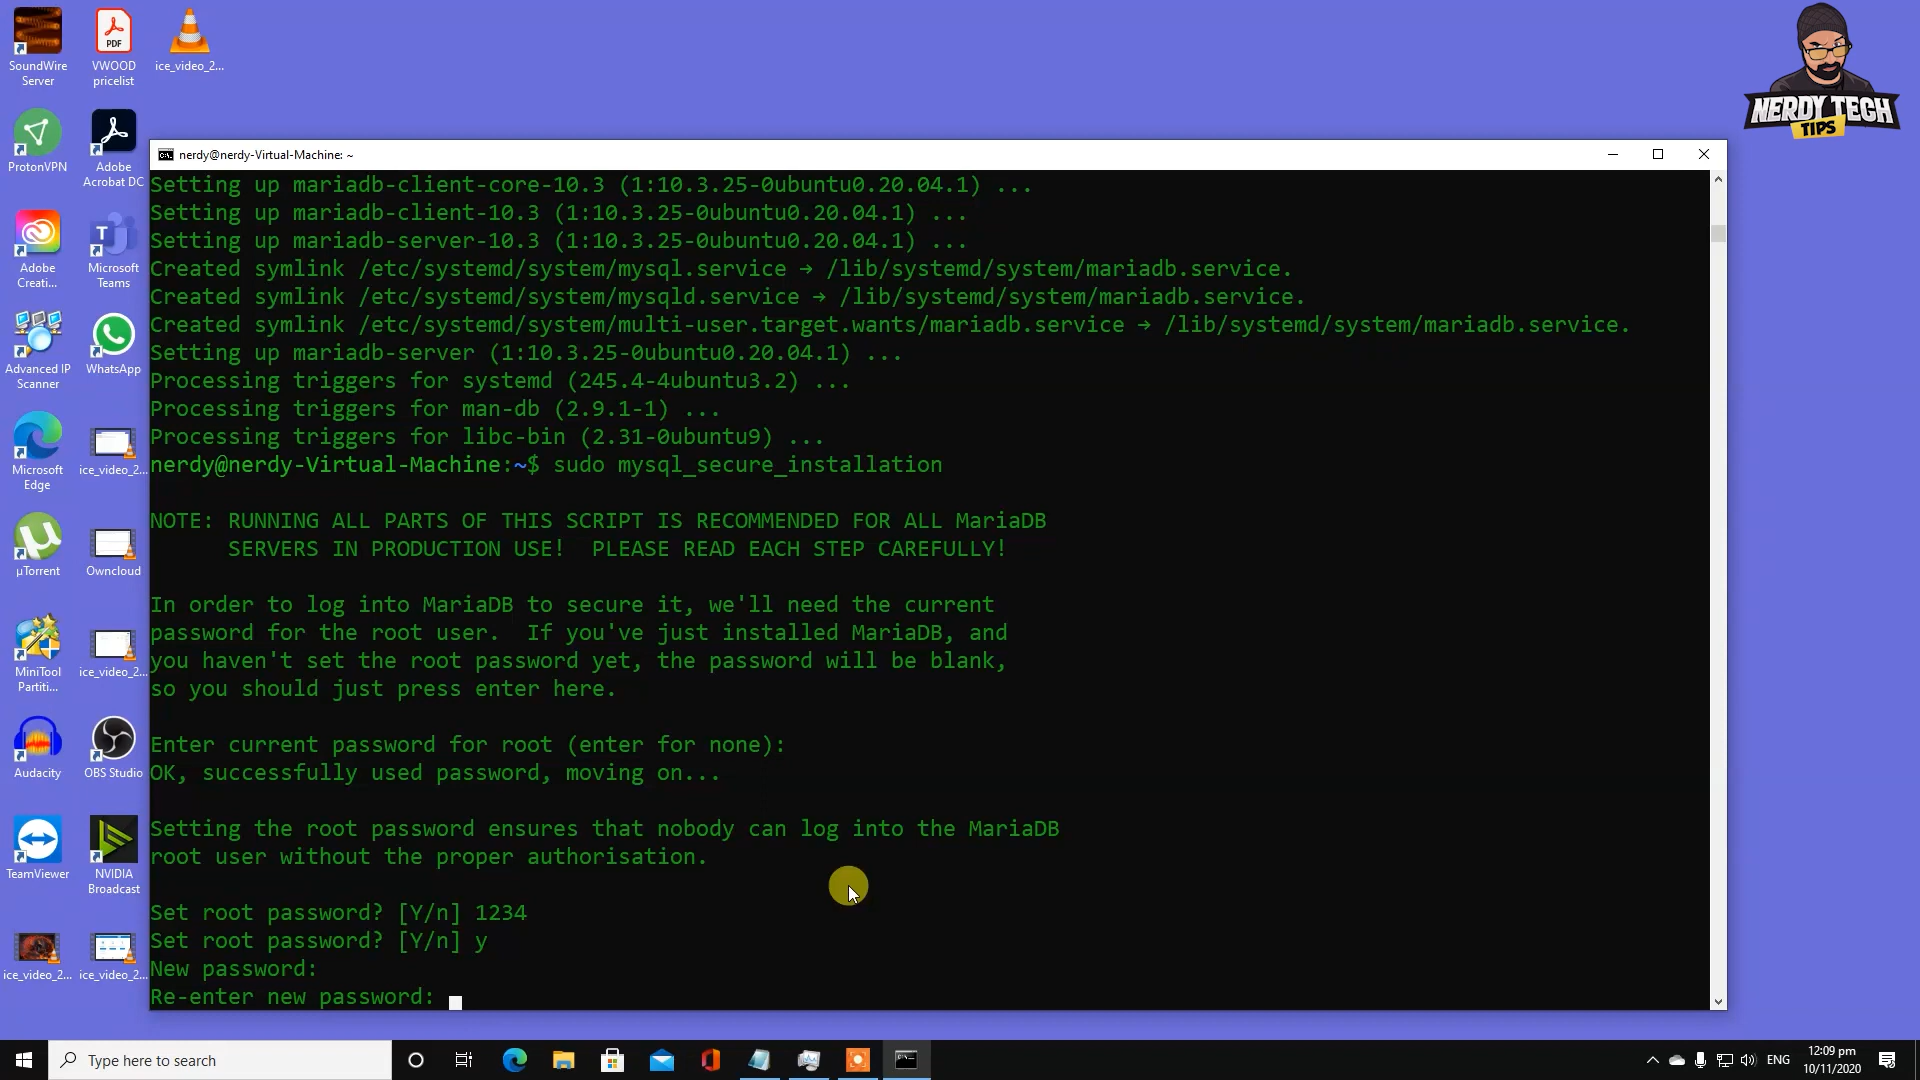 SoundWire
Server
PDF
VWOOD
pricelist
ice_video_2...
ProtonVPN
Adobe
Acrobat DC
Adobe
Creati...
Microsoft
Teams
Advanced IP
Scanner
WhatsApp
Microsoft
Edge
ice_video_2...
µTorrent
Owncloud
MiniTool
Partiti...
ice_video_2...
Audacity
OBS Studio
TeamViewer
NVIDIA
Broadcast
ice_video_2...
ice_video_2...
NERDY TECH
TIPS
nerdy@nerdy-Virtual-Machine: ~
Setting up mariadb-client-core-10.3 (1:10.3.25-0ubuntu0.20.04.1) ...
Setting up mariadb-client-10.3 (1:10.3.25-0ubuntu0.20.04.1) ...
Setting up mariadb-server-10.3 (1:10.3.25-0ubuntu0.20.04.1) ...
Created symlink /etc/systemd/system/mysql.service → /lib/systemd/system/mariadb.service.
Created symlink /etc/systemd/system/mysqld.service → /lib/systemd/system/mariadb.service.
Created symlink /etc/systemd/system/multi-user.target.wants/mariadb.service → /lib/systemd/system/mariadb.service.
Setting up mariadb-server (1:10.3.25-0ubuntu0.20.04.1) ...
Processing triggers for systemd (245.4-4ubuntu3.2) ...
Processing triggers for man-db (2.9.1-1) ...
Processing triggers for libc-bin (2.31-0ubuntu9) ...
nerdy@nerdy-Virtual-Machine:~$ sudo mysql_secure_installation
NOTE: RUNNING ALL PARTS OF THIS SCRIPT IS RECOMMENDED FOR ALL MariaDB
SERVERS IN PRODUCTION USE!  PLEASE READ EACH STEP CAREFULLY!
In order to log into MariaDB to secure it, we'll need the current
password for the root user.  If you've just installed MariaDB, and
you haven't set the root password yet, the password will be blank,
so you should just press enter here.
Enter current password for root (enter for none):
OK, successfully used password, moving on...
Setting the root password ensures that nobody can log into the MariaDB
root user without the proper authorisation.
Set root password? [Y/n] 1234
Set root password? [Y/n] y
New password:
Re-enter new password:
Type here to search
ENG
12:09 pm
10/11/2020